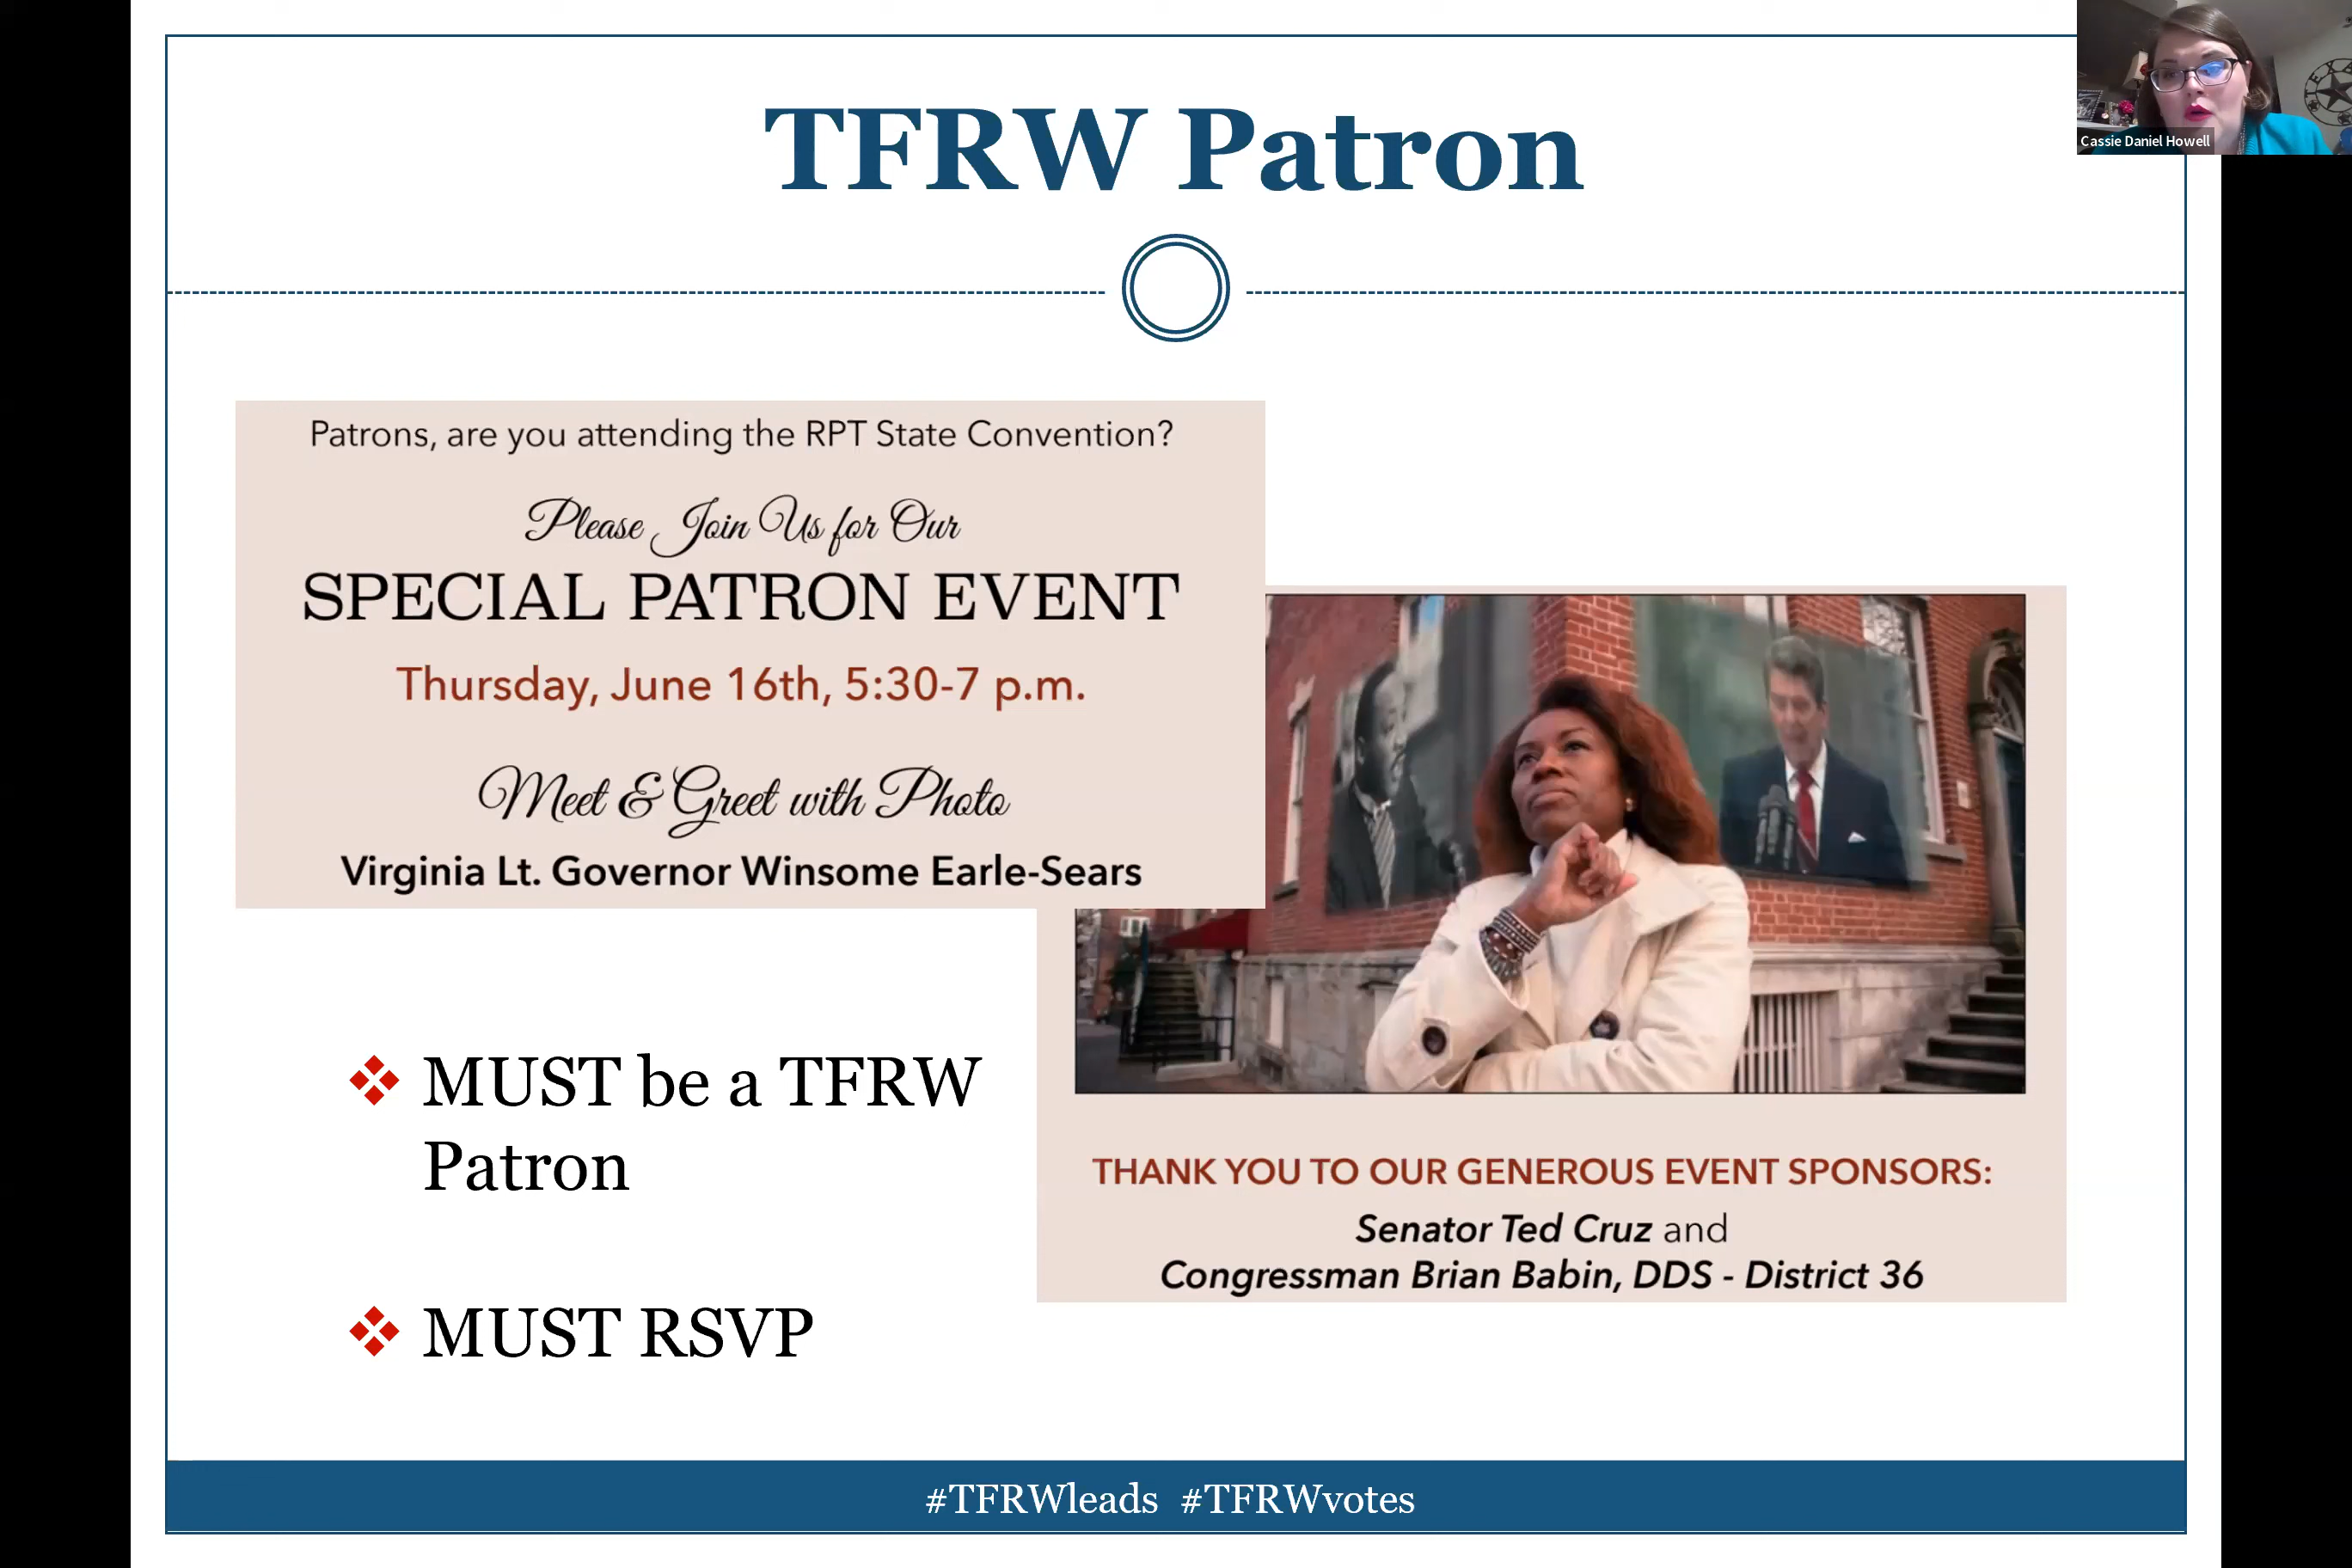 TFRW Patron
Cassie Daniel Howell
Patrons, are you attending the RPT State Convention?
Please Join Us for Our
SPECIAL PATRON EVENT
Thursday, June 16th, 5:30-7 p.m.
Meet & Greet with Photo
Virginia Lt. Governor Winsome Earle-Sears
❖ MUST be a TFRW
Patron
❖ MUST RSVP
THANK YOU TO OUR GENEROUS EVENT SPONSORS:
Senator Ted Cruz and
Congressman Brian Babin, DDS - District 36
#TFRWleads #TFRWvotes